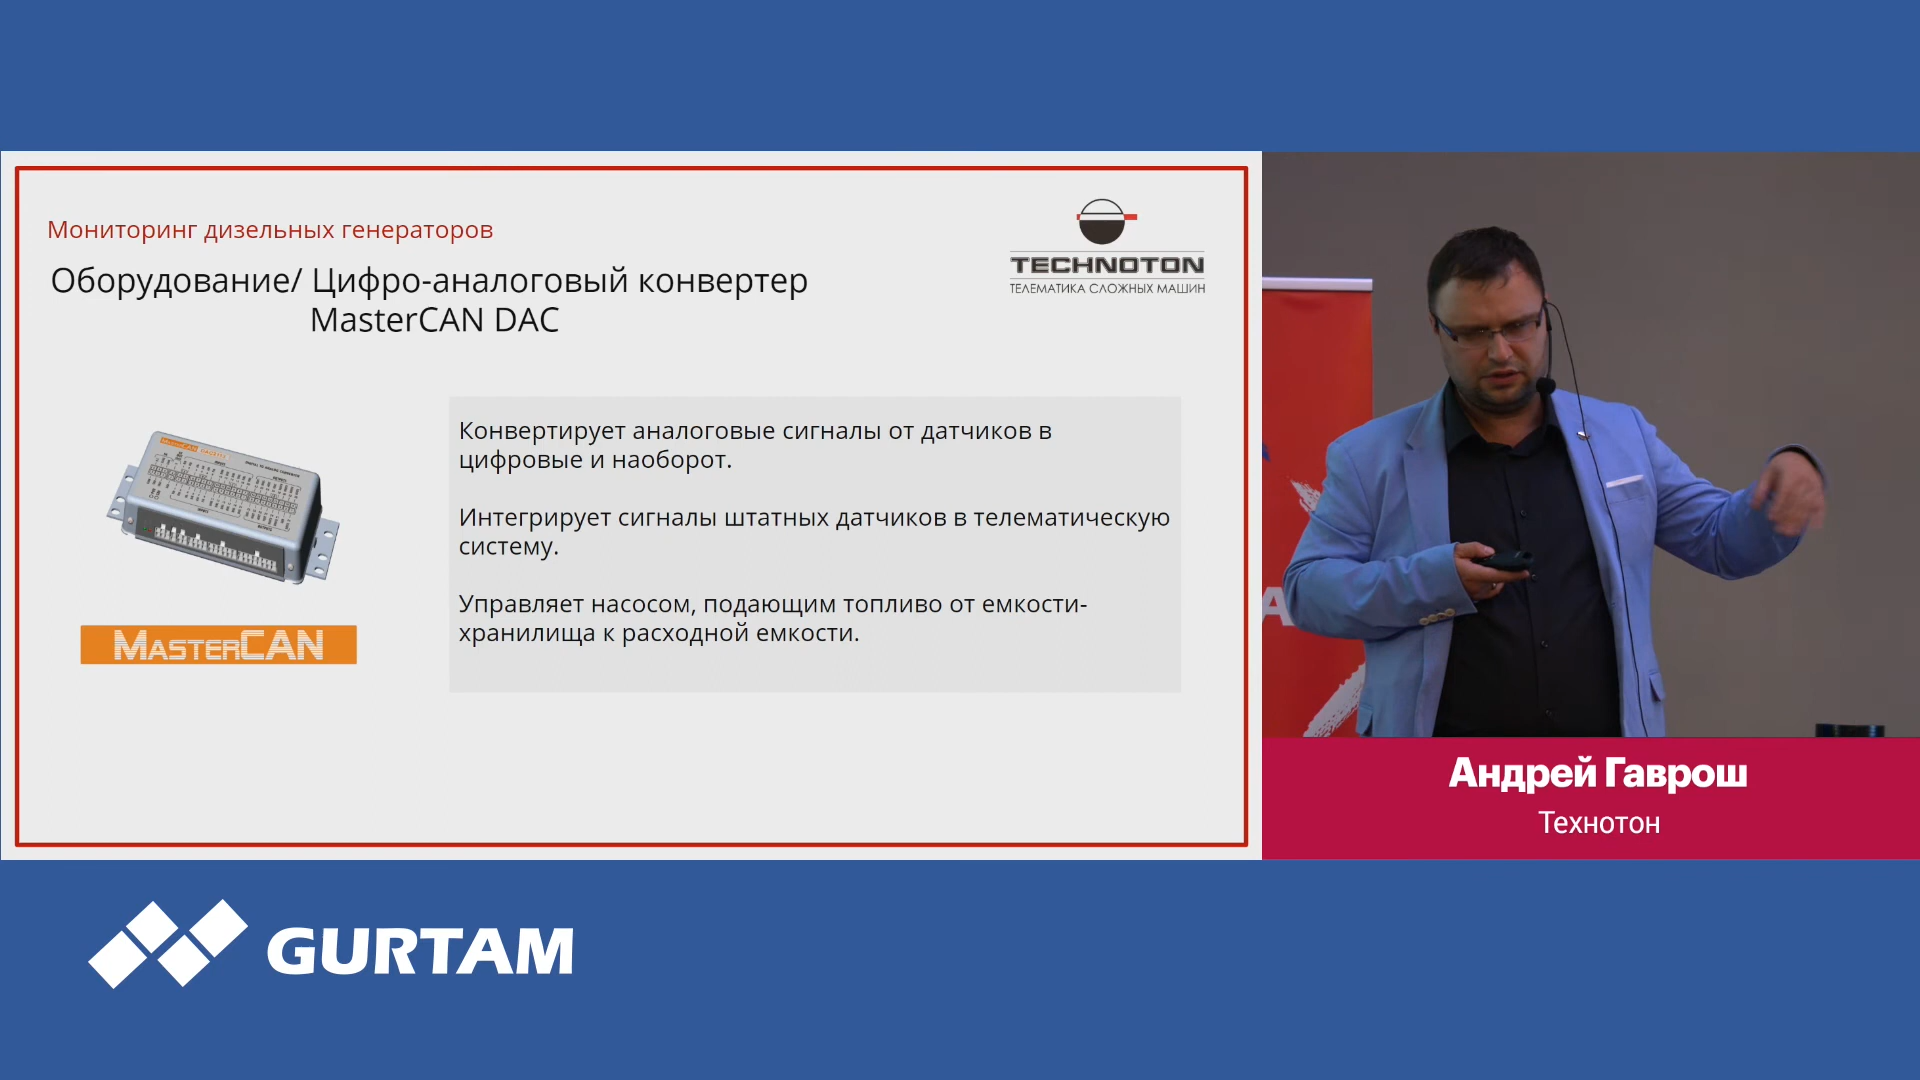 Мониторинг дизельных генераторов
Оборудование/ Цифро-аналоговый конвертер
MasterCAN DAC
TECHNOTON
ТЕЛЕМАТИКА СЛОЖНЫХ МАШИН
Конвертирует аналоговые сигналы от датчиков в
цифровые и наоборот.
Интегрирует сигналы штатных датчиков в телематическую
систему.
Управляет насосом, подающим топливо от емкости-
хранилища к расходной емкости.
MASTERCAN
Андрей Гаврош
Технотон
GURTAM